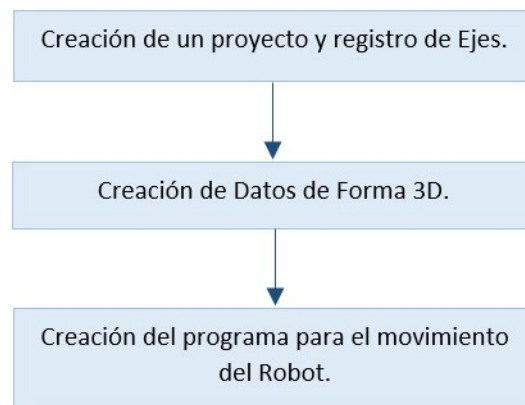 Creación de un proyecto y registro de Ejes.
Creación de Datos de Forma 3D.
Creación del programa para el movimiento
del Robot.